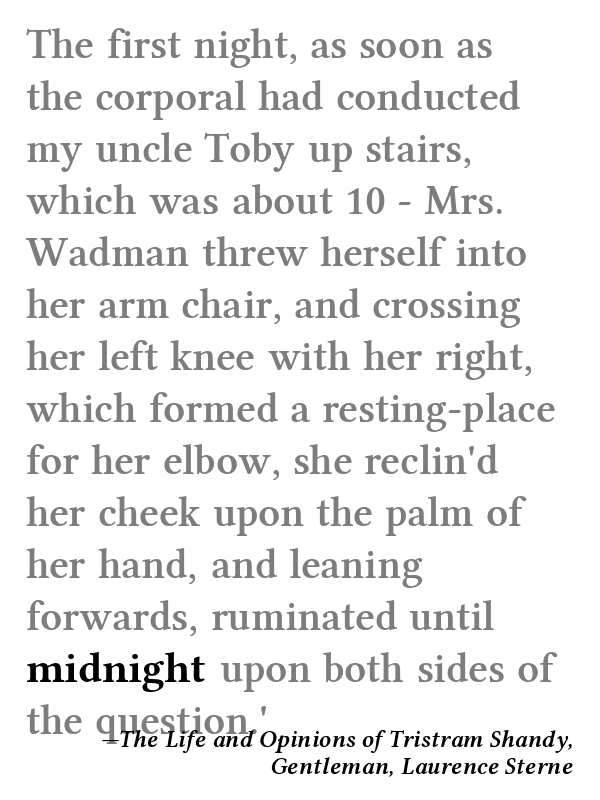 The first night, as soon as
the corporal had conducted
my uncle Toby up stairs,
which was about 10 - Mrs.
Wadman threw herself into
her arm chair, and crossing
her left knee with her right,
which formed a resting-place
for her elbow, she reclin'd
her cheek upon the palm of
her hand, and leaning
forwards, ruminated until
midnight upon both sides of
the question.'
—The Life and Opinions of Tristram Shandy,
Gentleman, Laurence Sterne